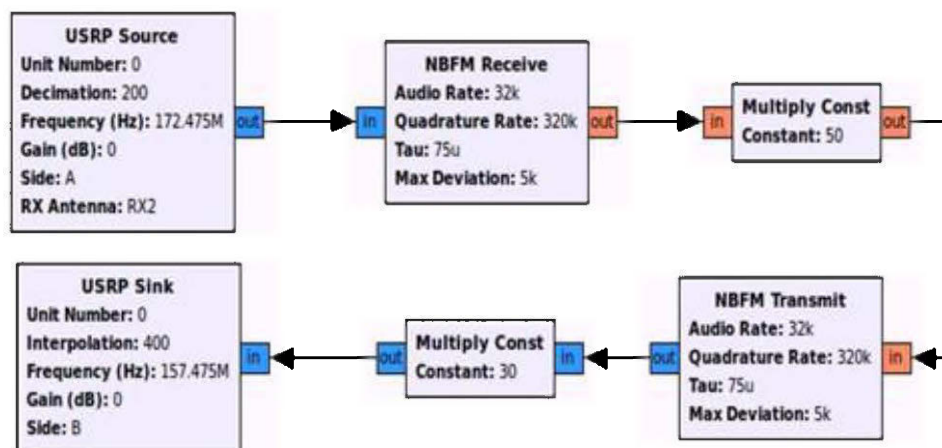 USRP Source
Unit Number: 0
Decimation: 200
Frequency (Hz): 172.475M
Gain (dB): 0
Side: A
RX Antenna: RX2
out
in
NBFM Receive
Audio Rate: 32k
Quadrature Rate: 320k
Tau: 75u
Max Deviation: 5k
out
in
Multiply Const
Constant: 50
out
USRP Sink
Unit Number: 0
Interpolation: 400
Frequency (Hz): 157.475M
Gain (dB): 0
Side: B
in
out
Multiply Const
Constant: 30
in
out
NBFM Transmit
Audio Rate: 32k
Quadrature Rate: 320k
Tau: 75u
Max Deviation: 5k
in